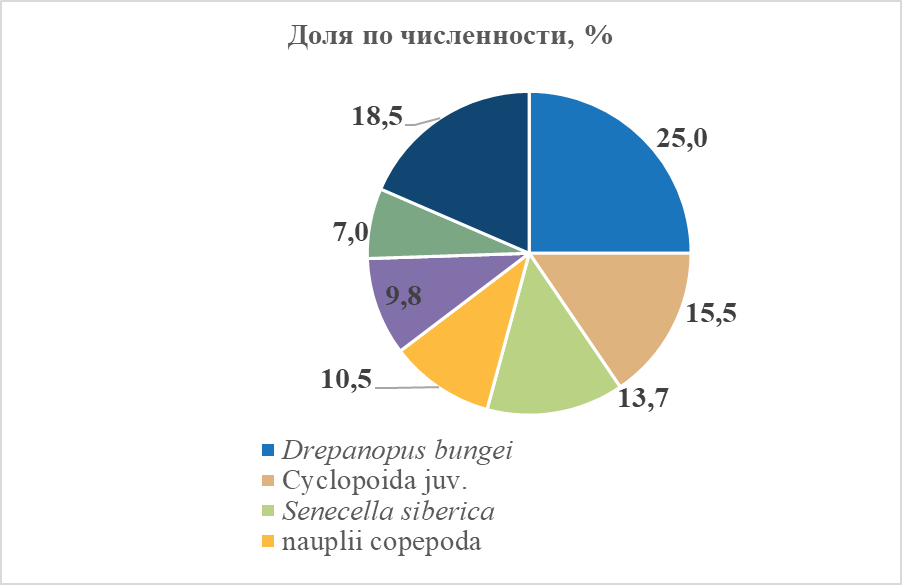 Доля по численности, %
18,5
25,0
7,0
9,8
15,5
10,5
13,7
Drepanopus bungei
Cyclopoida juv.
Senecella siberica
nauplii copepoda